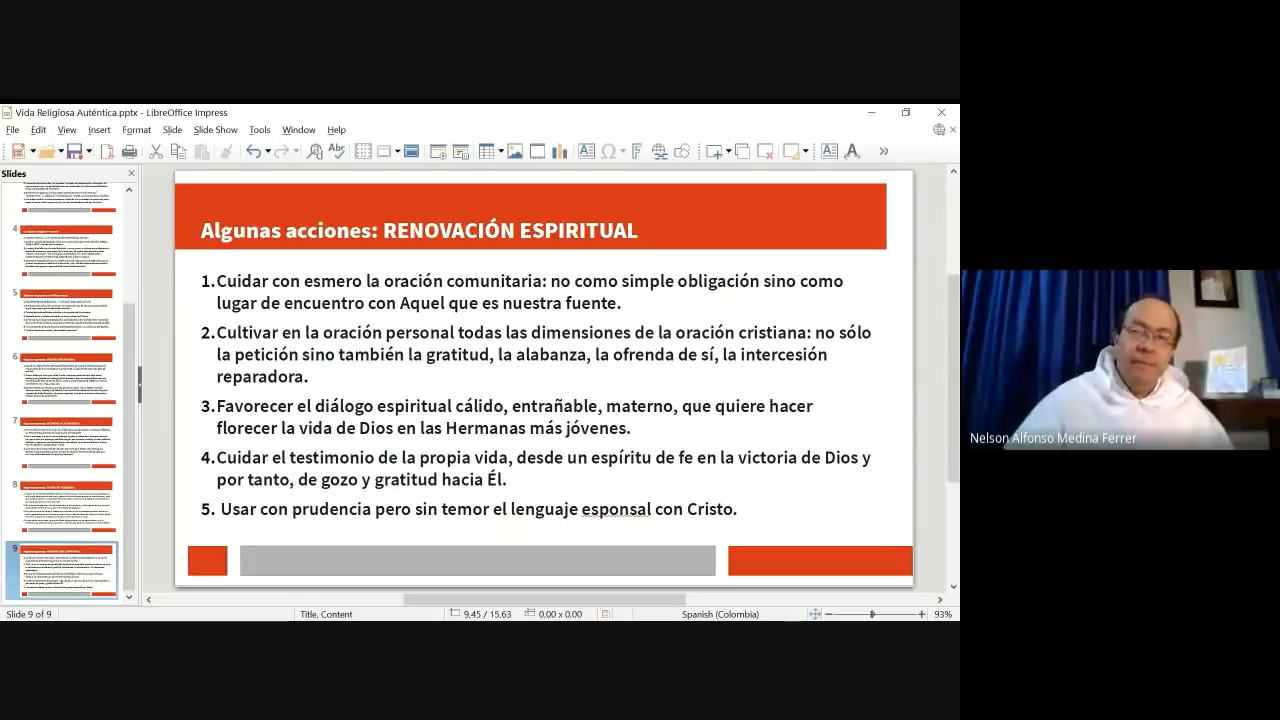 Vida Religiosa Auténtica.pptx - LibreOffice Impress
File Edit View Insert Format Slide Slide Show Tools Window Help
Slides
Algunas acciones: RENOVACIÓN ESPIRITUAL
1. Cuidar con esmero la oración comunitaria: no como simple obligación sino como
lugar de encuentro con Aquel que es nuestra fuente.
2. Cultivar en la oración personal todas las dimensiones de la oración cristiana: no sólo
la petición sino también la gratitud, la alabanza, la ofrenda de sí, la intercesión
reparadora.
3. Favorecer el diálogo espiritual cálido, entrañable, materno, que quiere hacer
florecer la vida de Dios en las Hermanas más jóvenes.
4. Cuidar el testimonio de la propia vida, desde un espíritu de fe en la victoria de Dios y
por tanto, de gozo y gratitud hacia Él.
5. Usar con prudencia pero sin temor el lenguaje esponsal con Cristo.
4
5
6
7
8
9
Nelson Alfonso Medina Ferrer
Slide 9 of 9 Title, Content 9,45 / 15,63 0,00 x 0,00 Spanish (Colombia) 93%